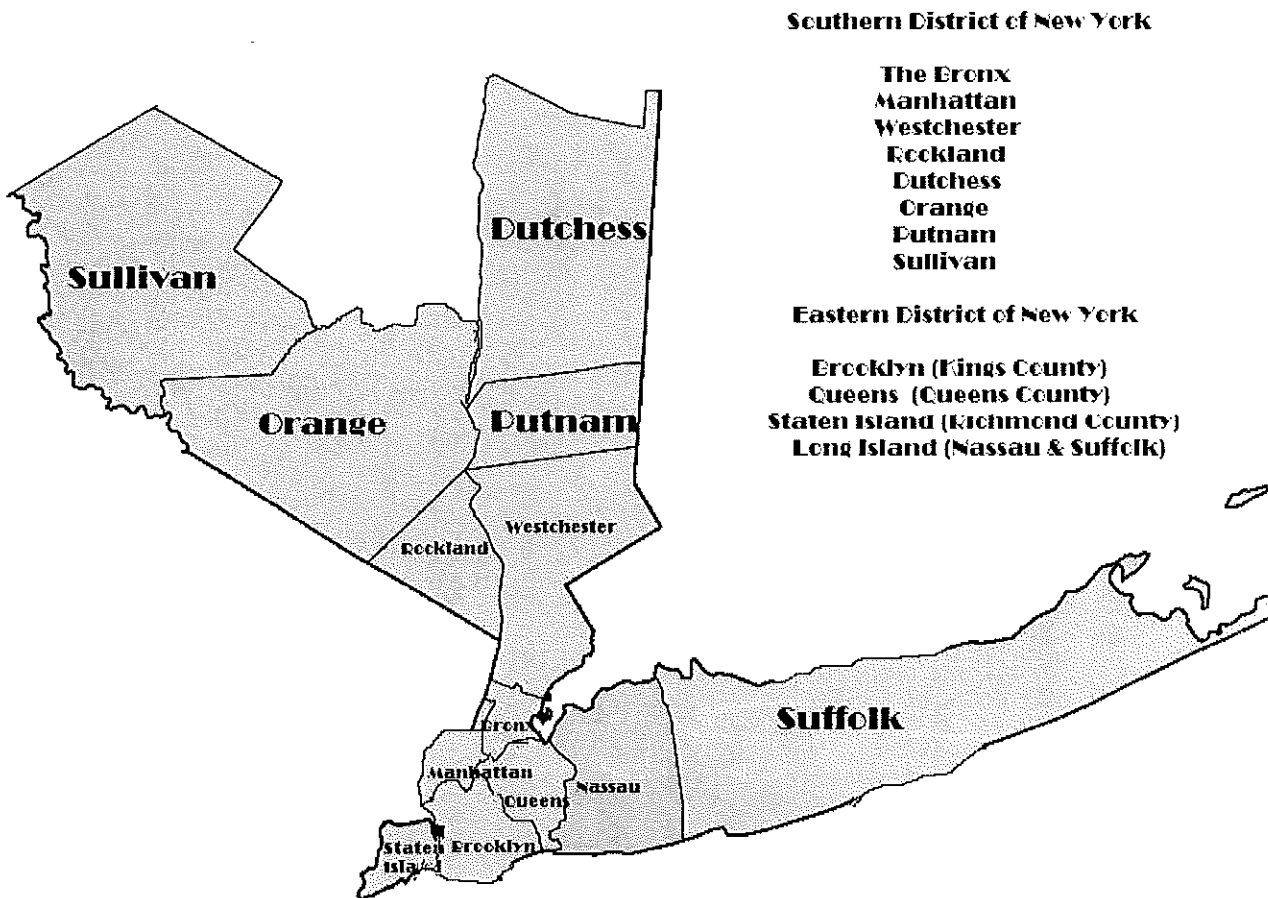 Southern District of New York
The Bronx
Manhattan
Westchester
Rockland
Dutchess
Orange
Putnam
Sullivan
Eastern District of New York
Brooklyn (Kings County)
Queens (Queens County)
Staten Island (Richmond County)
Long Island (Nassau & Suffolk)
Dutchess
Sullivan
Orange
Putnam
Westchester
Rockland
Bronx
Suffolk
Manhattan
Nassau
Queens
Staten
Island
Brooklyn